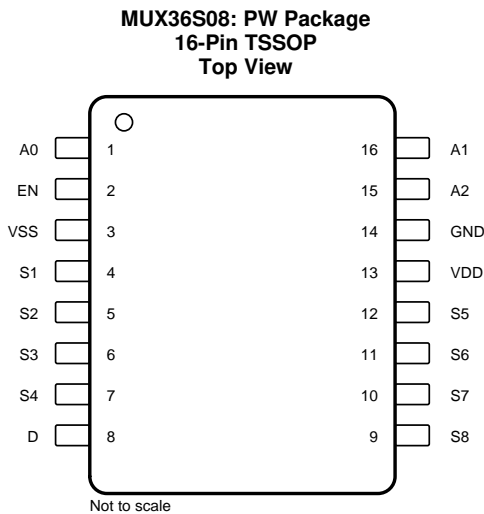 MUX36S08: PW Package
16-Pin TSSOP
Top View
A0 1 16 A1
EN 2 15 A2
VSS 3 14 GND
S1 4 13 VDD
S2 5 12 S5
S3 6 11 S6
S4 7 10 S7
D 8 9 S8
Not to scale